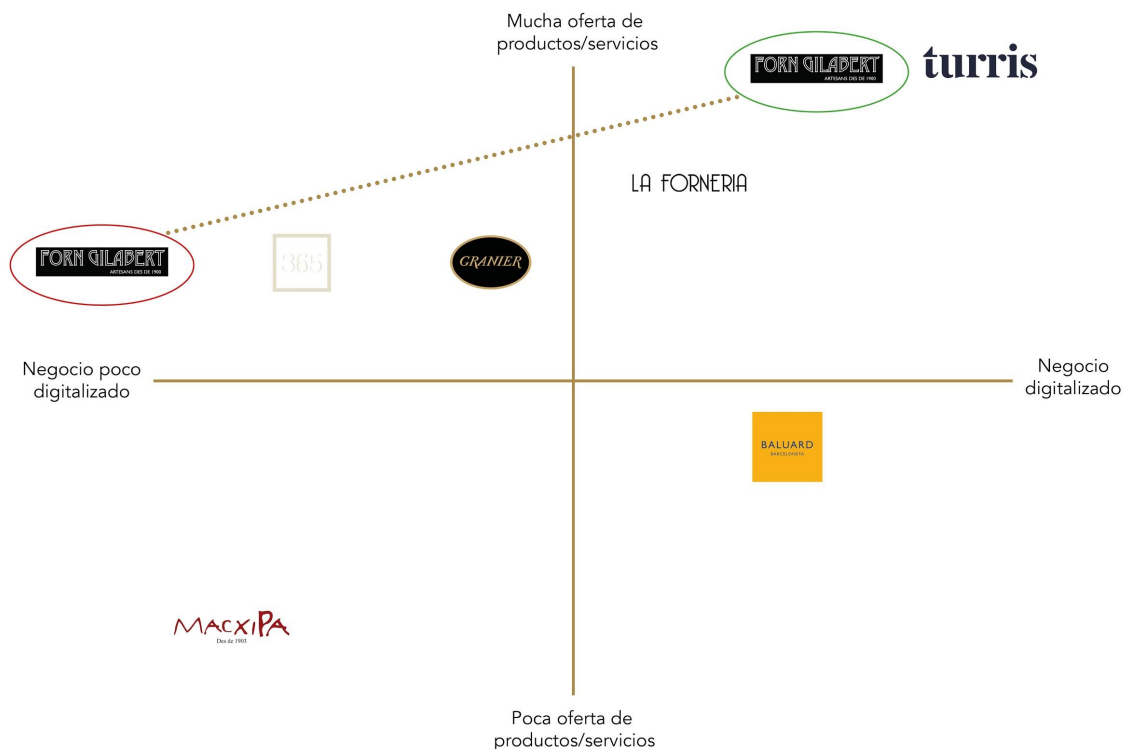 Mucha oferta de
productos/servicios
FORN GILABERT
ARTESANS DES DE 1900
turris
LA FORNERIA
FORN GILABERT
ARTESANS DES DE 1900
365
GRANIER
Negocio poco
digitalizado
Negocio
digitalizado
BALUARD
BARCELONETA
MACXIPA
Des de 1903
Poca oferta de
productos/servicios